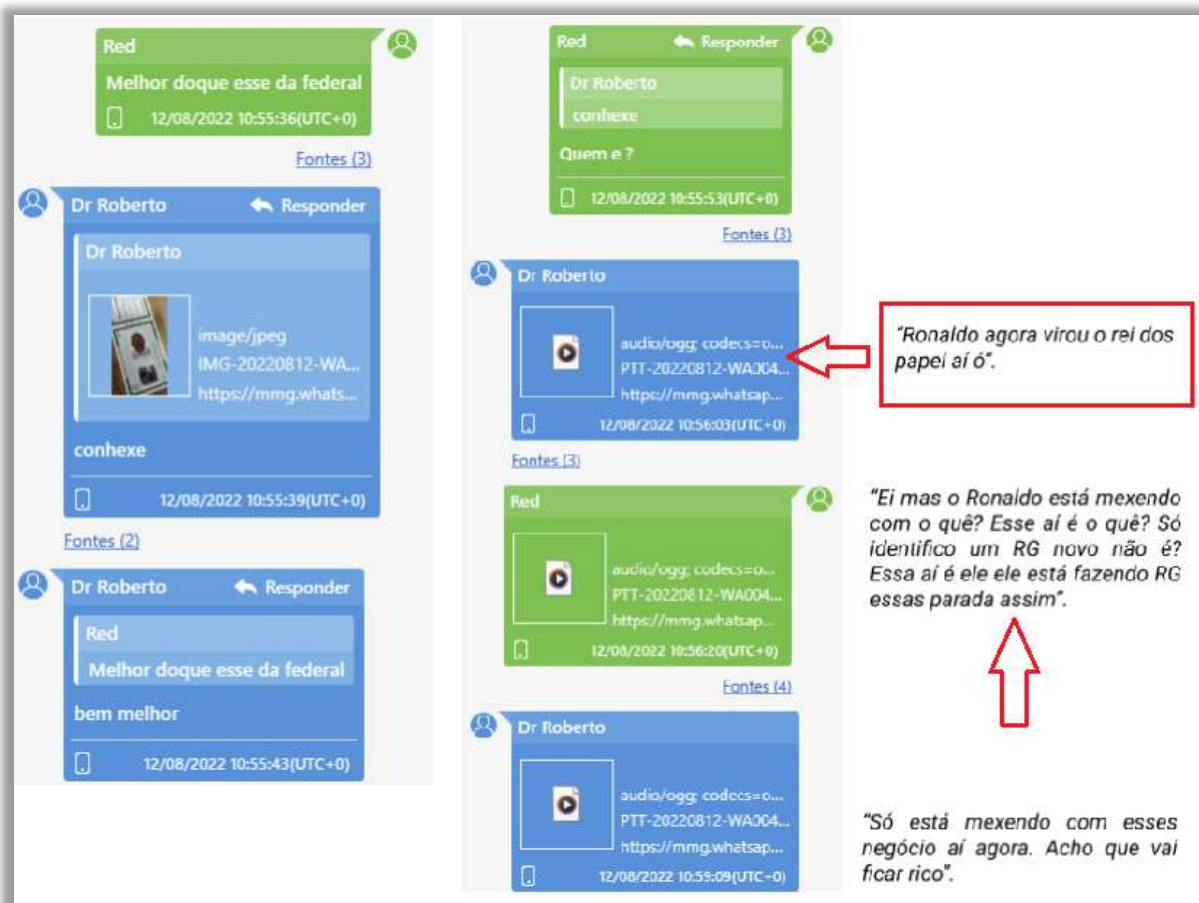 Red
Melhor doque esse da federal
12/08/2022 10:55:36(UTC+0)
Fontes (3)
Dr Roberto
Responder
Dr Roberto
image/jpeg
IMG-20220812-WA...
https://mmg.whats...
conhexe
12/08/2022 10:55:39(UTC+0)
Fontes (2)
Dr Roberto
Responder
Red
Melhor doque esse da federal
bem melhor
12/08/2022 10:55:43(UTC+0)
Red
Responder
Dr Roberto
conhexe
Quem e ?
12/08/2022 10:55:53(UTC+0)
Fontes (3)
Dr Roberto
audio/ogg; codecs=o...
PTT-20220812-WA004...
https://mmg.whatsap...
12/08/2022 10:56:03(UTC+0)
Fontes (3)
"Ronaldo agora virou o rei dos
papel aí ó".
Red
audio/ogg; codecs=o...
PTT-20220812-WA004...
https://mmg.whatsap...
12/08/2022 10:56:20(UTC+0)
Fontes (4)
"Ei mas o Ronaldo está mexendo
com o quê? Esse aí é o quê? Só
identifico um RG novo não é?
Essa aí é ele ele está fazendo RG
essas parada assim".
Dr Roberto
audio/ogg; codecs=o...
PTT-20220812-WA004...
https://mmg.whatsap...
12/08/2022 10:59:09(UTC+0)
"Só está mexendo com esses
negócio aí agora. Acho que vai
ficar rico".